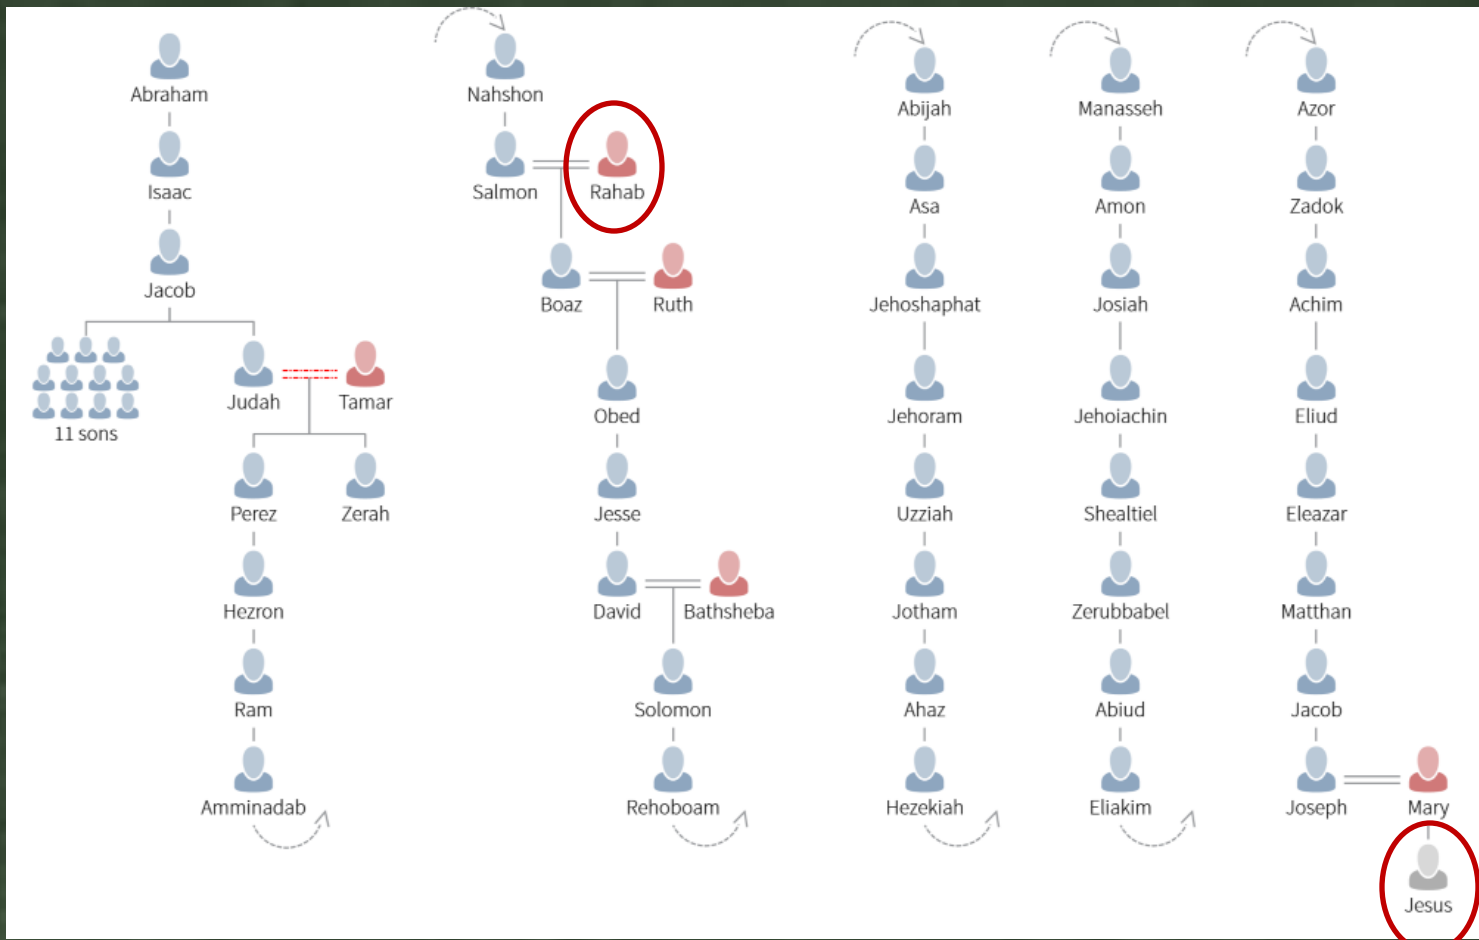 Abraham
Isaac
Jacob
11 sons
Judah
Tamar
Perez
Zerah
Hezron
Ram
Amminadab
Nahshon
Salmon
Rahab
Boaz
Ruth
Obed
Jesse
David
Bathsheba
Solomon
Rehoboam
Abijah
Asa
Jehoshaphat
Jehoram
Uzziah
Jotham
Ahaz
Hezekiah
Manasseh
Amon
Josiah
Jehoiachin
Shealtiel
Zerubbabel
Abiud
Eliakim
Azor
Zadok
Achim
Eliud
Eleazar
Matthan
Jacob
Joseph
Mary
Jesus